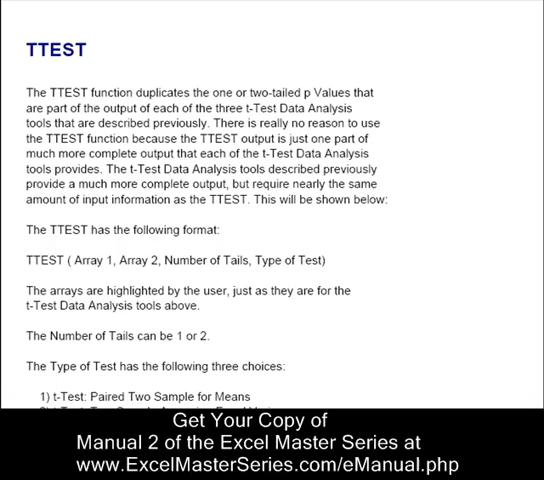 TTEST
The TTEST function duplicates the one or two-tailed p Values that
are part of the output of each of the three t-Test Data Analysis
tools that are described previously. There is really no reason to use
the TTEST function because the TTEST output is just one part of
much more complete output that each of the t-Test Data Analysis
tools provides. The t-Test Data Analysis tools described previously
provide a much more complete output, but require nearly the same
amount of input information as the TTEST. This will be shown below:
The TTEST has the following format:
TTEST ( Array 1, Array 2, Number of Tails, Type of Test)
The arrays are highlighted by the user, just as they are for the
t-Test Data Analysis tools above.
The Number of Tails can be 1 or 2.
The Type of Test has the following three choices:
1) t-Test: Paired Two Sample for Means
Get Your Copy of
Manual 2 of the Excel Master Series at
www.ExcelMasterSeries.com/eManual.php